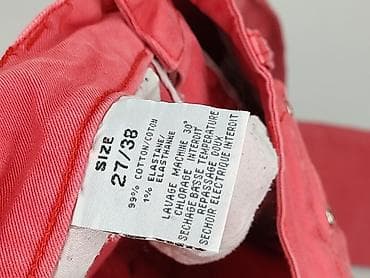 SIZE
27/38
99% COTTON/COTON
1% ELASTANE/
ELASTHANNE
LAVAGE MACHINE 30°
CHLORAGE INTERDIT
SECHAGE BASSE TEMPERATURE
REPASSAGE DOUX
SECHOIR ELECTRIQUE INTERDIT